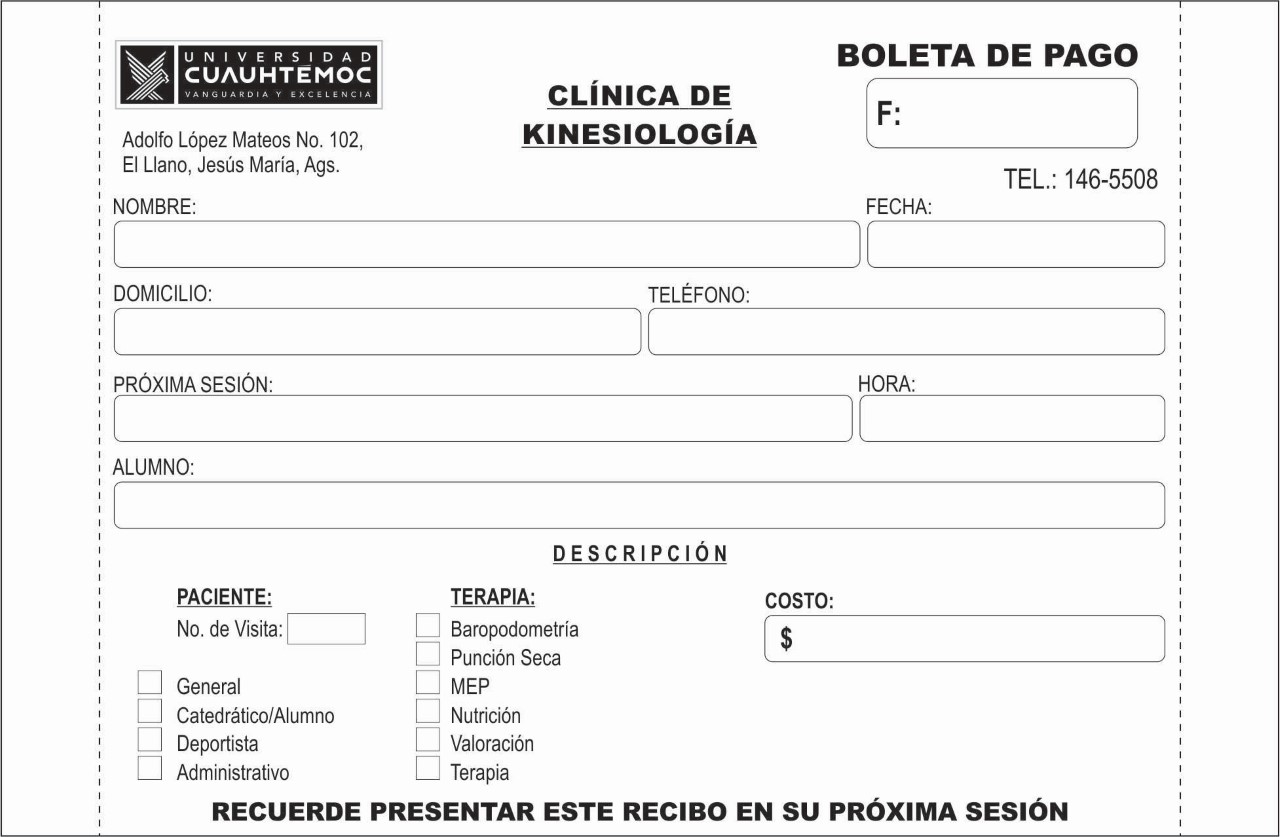 UNIVERSIDAD
CUAUHTÉMOC
VANGUARDIA Y EXCELENCIA
Adolfo López Mateos No. 102,
El Llano, Jesús María, Ags.
CLÍNICA DE
KINESIOLOGÍA
BOLETA DE PAGO
F:
TEL.: 146-5508
NOMBRE:
FECHA:
DOMICILIO:
TELÉFONO:
PRÓXIMA SESIÓN:
HORA:
ALUMNO:
DESCRIPCIÓN
PACIENTE:
No. de Visita:
General
Catedrático/Alumno
Deportista
Administrativo
TERAPIA:
Baropodometría
Punción Seca
MEP
Nutrición
Valoración
Terapia
COSTO:
$
RECUERDE PRESENTAR ESTE RECIBO EN SU PRÓXIMA SESIÓN